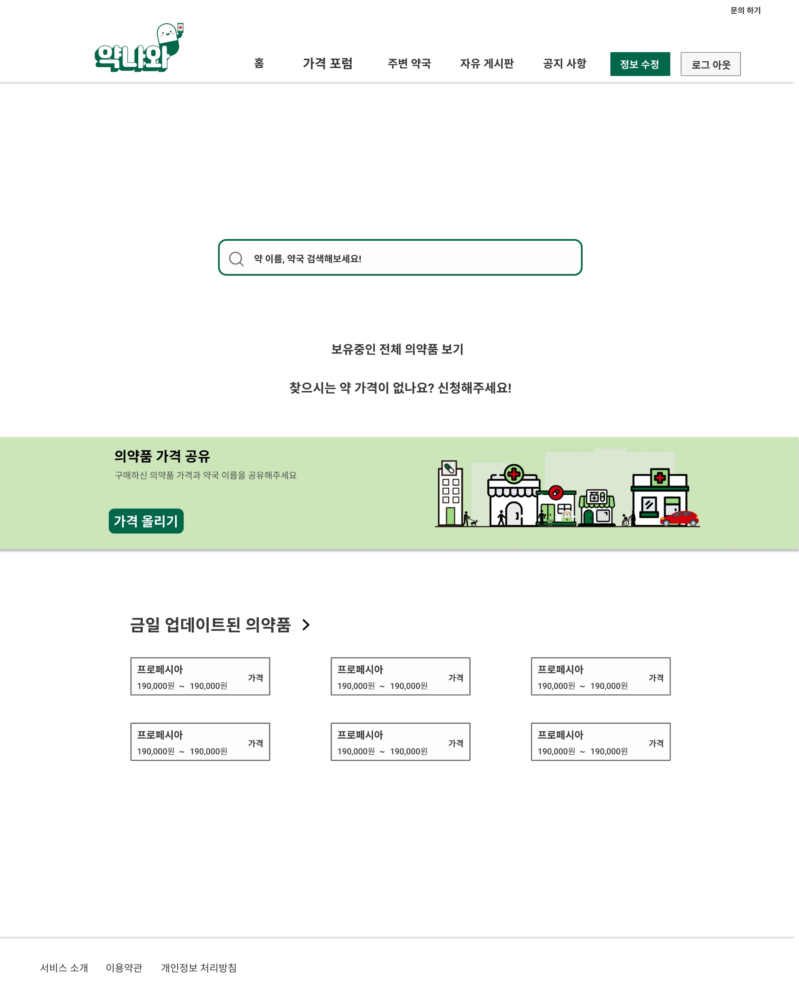 문의 하기
약나와
홈 가격 포럼 주변 약국 자유 게시판 공지 사항 정보 수정 로그 아웃
약 이름, 약국 검색해보세요!
보유중인 전체 의약품 보기
찾으시는 약 가격이 없나요? 신청해주세요!
의약품 가격 공유
구매하신 의약품 가격과 약국 이름을 공유해주세요
가격 올리기
금일 업데이트된 의약품
프로페시아
190,000원 ~ 190,000원
가격
프로페시아
190,000원 ~ 190,000원
가격
프로페시아
190,000원 ~ 190,000원
가격
프로페시아
190,000원 ~ 190,000원
가격
프로페시아
190,000원 ~ 190,000원
가격
프로페시아
190,000원 ~ 190,000원
가격
서비스 소개 이용약관 개인정보 처리방침